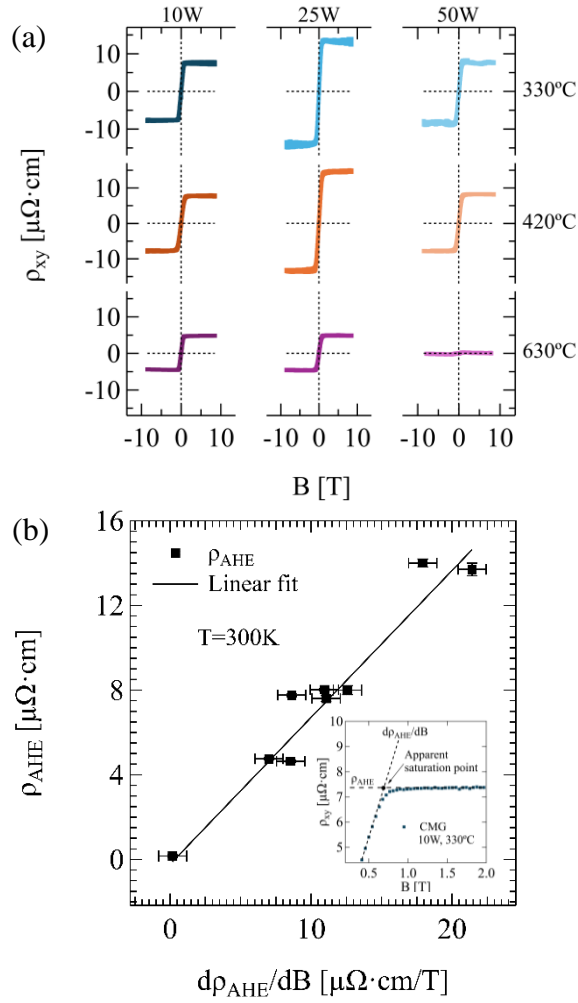 (a)
10W 25W 50W
10
0
-10
330ºC
10
0
-10
420ºC
10
0
-10
630ºC
ρxy [μΩ·cm]
-10 0 10 -10 0 10 -10 0 10
B [T]
(b)
16
12
8
4
0
ρAHE [μΩ·cm]
ρAHE
Linear fit
T=300K
dρAHE/dB
Apparent
saturation point
ρAHE
10
9
8
7
6
5
ρxy [μΩ·cm]
CMG
10W, 330ºC
0.5 1.0 1.5 2.0
B [T]
0 10 20
dρAHE/dB [μΩ·cm/T]